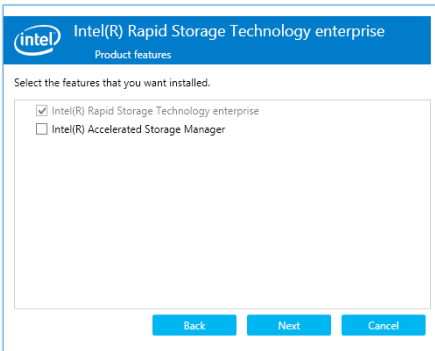 intel
Intel(R) Rapid Storage Technology enterprise
Product features
Select the features that you want installed.
Intel(R) Rapid Storage Technology enterprise
Intel(R) Accelerated Storage Manager
Back Next Cancel